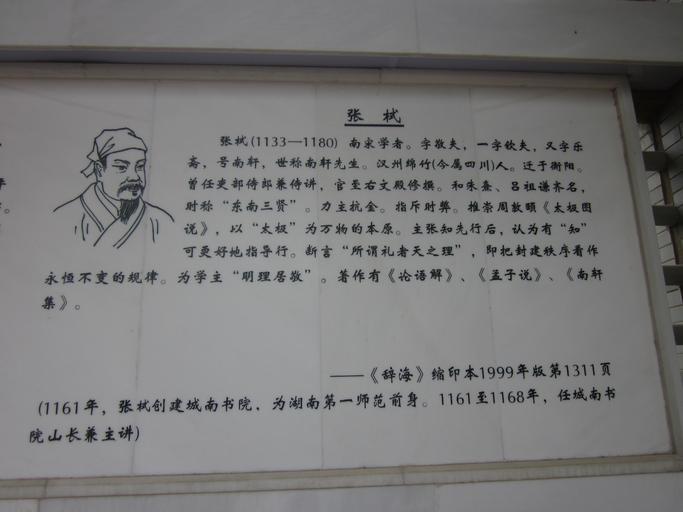 张 栻
张栻(1133—1180) 南宋学者。字敬夫，一字钦夫，又字乐
斋，号南轩，世称南轩先生。汉州绵竹(今属四川)人。迁于衡阳。
曾任吏部侍郎兼侍讲，官至右文殿修撰。和朱熹、吕祖谦齐名，
时称“东南三贤”。力主抗金。指斥时弊。推崇周敦颐《太极图
说》，以“太极”为万物的本原。主张知先行后，认为有“知”
可更好地指导行。断言“所谓礼者天之理”，即把封建秩序看作
永恒不变的规律。为学主“明理居敬”。著作有《论语解》、《孟子说》、《南轩
集》。
——《辞海》缩印本1999年版第1311页
(1161年，张栻创建城南书院，为湖南第一师范前身。1161至1168年，任城南书
院山长兼主讲)